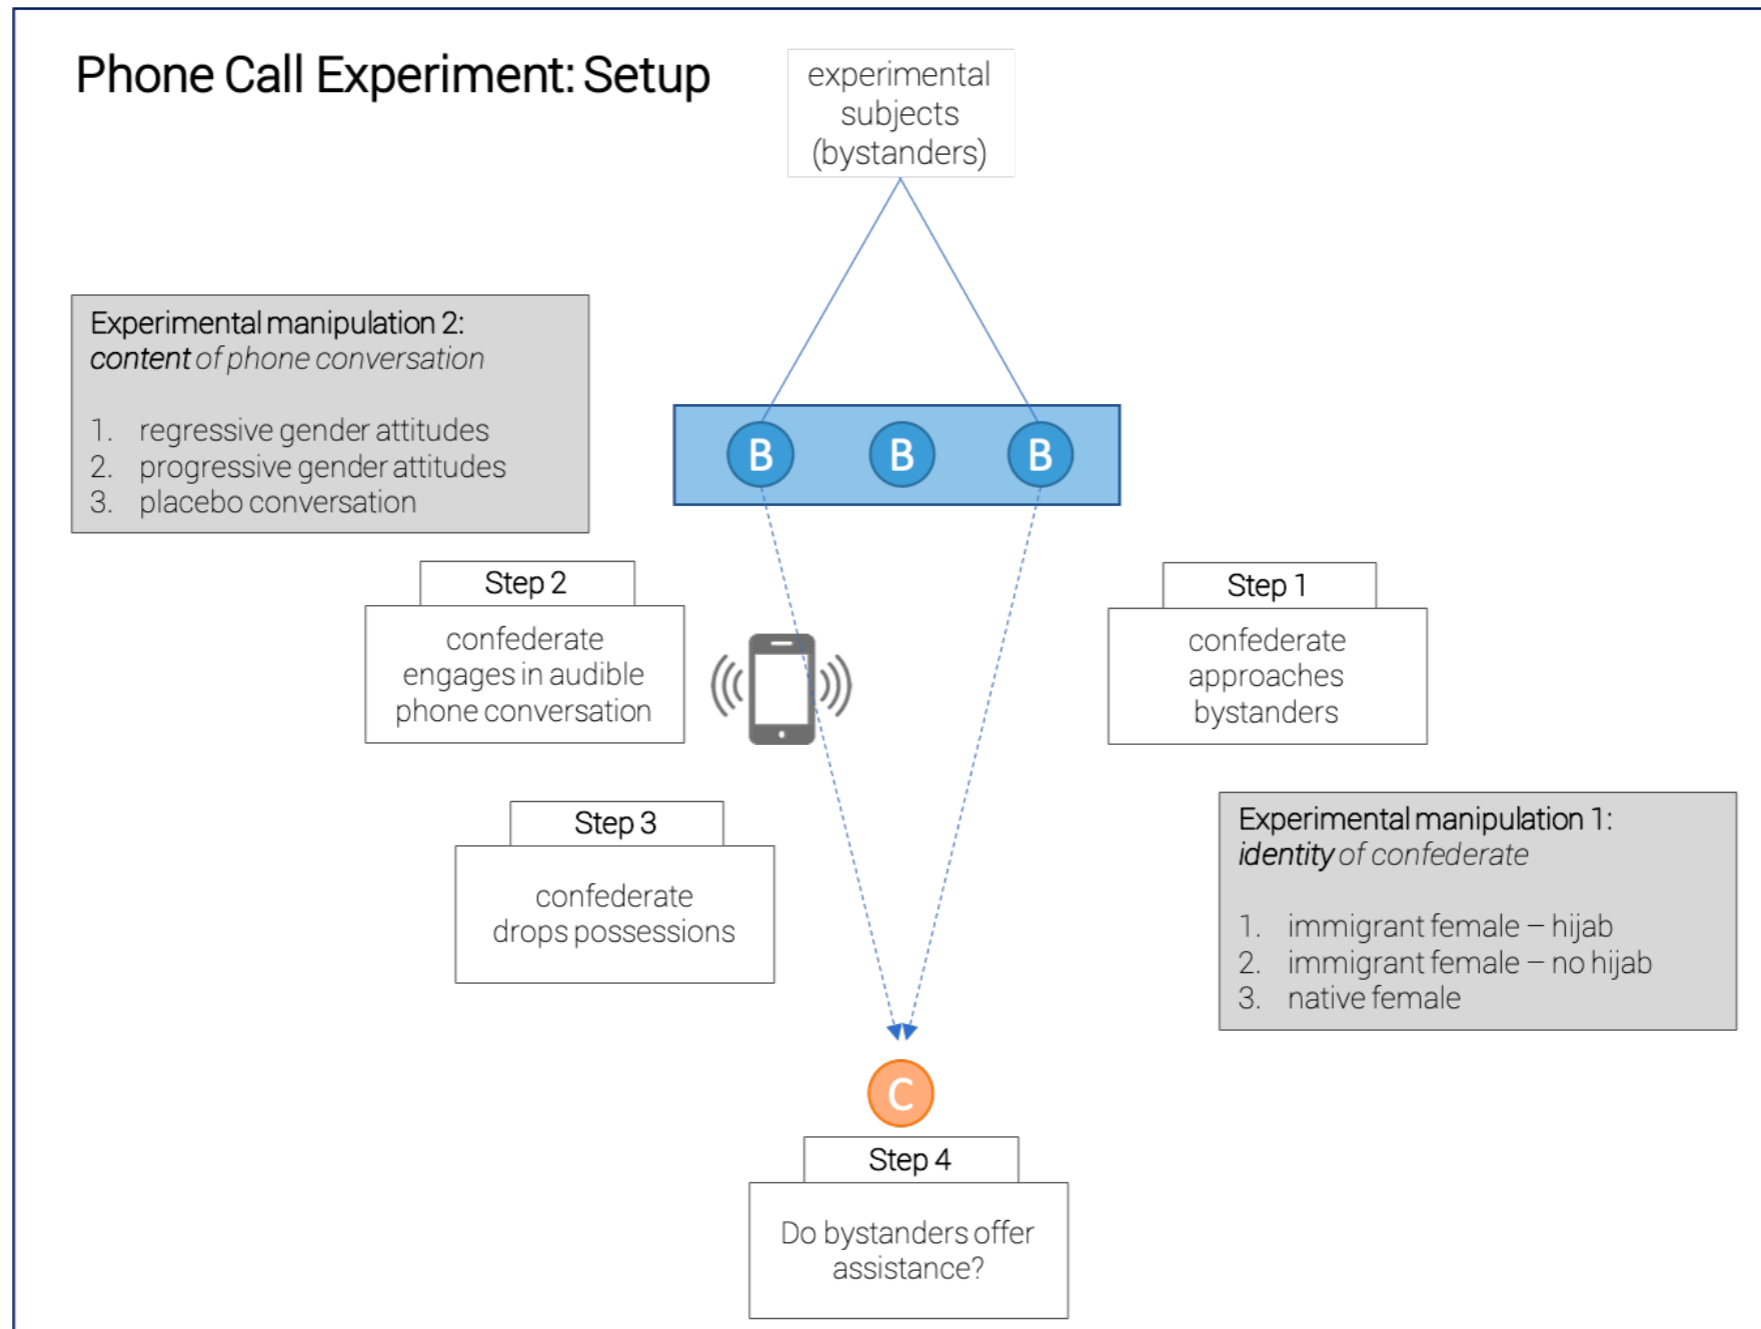 Phone Call Experiment: Setup
experimental
subjects
(bystanders)
Experimental manipulation 2:
content of phone conversation
1. regressive gender attitudes
2. progressive gender attitudes
3. placebo conversation
B B B
Step 2
confederate
engages in audible
phone conversation
Step 1
confederate
approaches
bystanders
Step 3
confederate
drops possessions
Experimental manipulation 1:
identity of confederate
1. immigrant female – hijab
2. immigrant female – no hijab
3. native female
C
Step 4
Do bystanders offer
assistance?